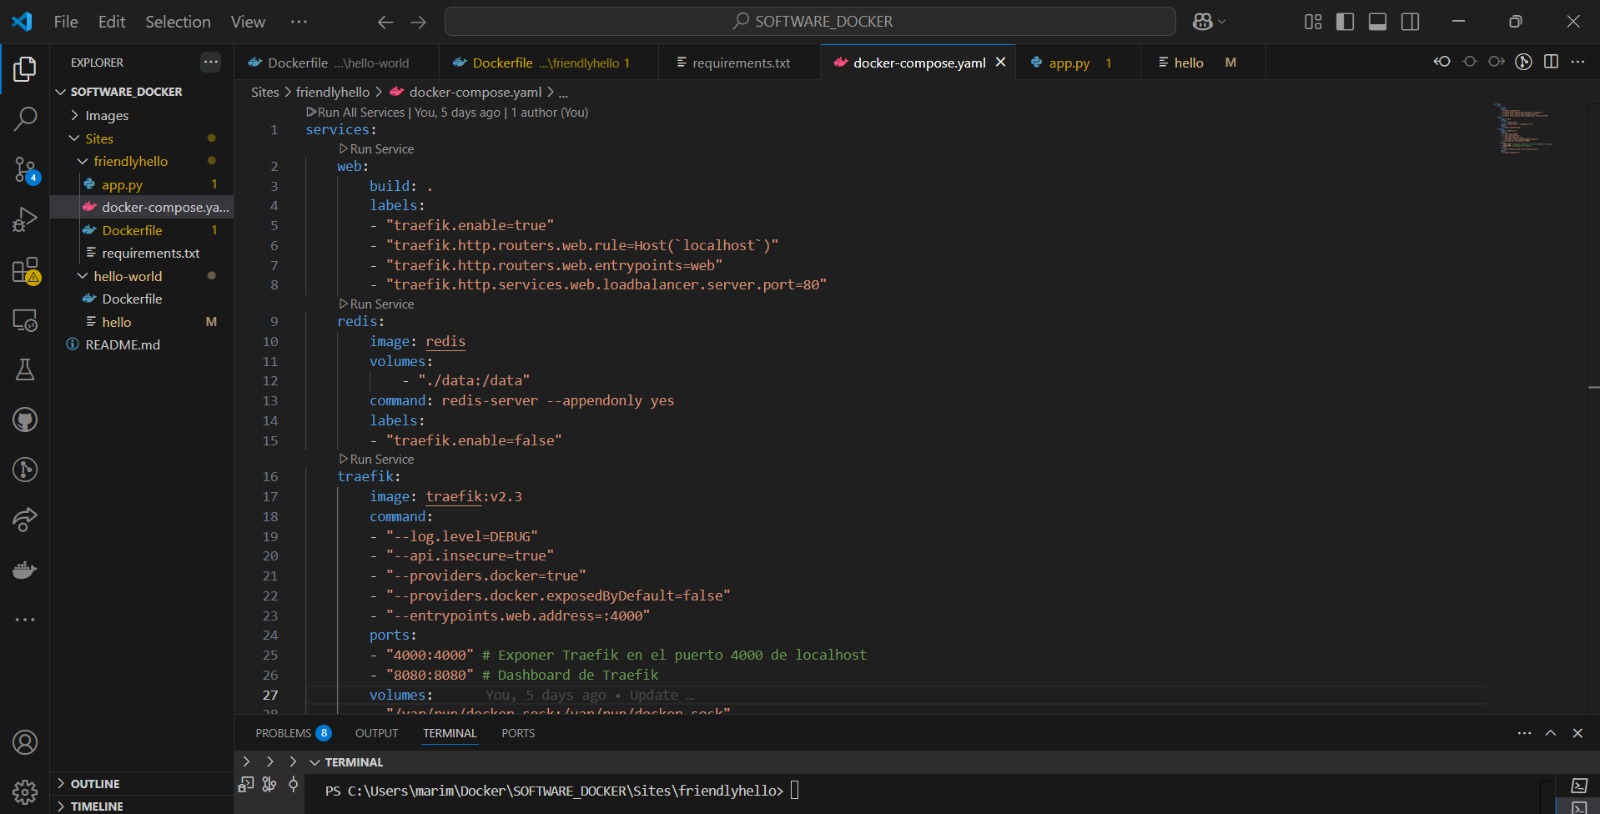 File Edit Selection View ··· SOFTWARE_DOCKER
EXPLORER ···
SOFTWARE_DOCKER
Images
Sites
friendlyhello
app.py 1
docker-compose.ya...
Dockerfile 1
requirements.txt
hello-world
Dockerfile
hello M
README.md
OUTLINE
TIMELINE
4
Dockerfile ...\hello-world Dockerfile ...\friendlyhello 1 requirements.txt docker-compose.yaml app.py 1 hello M
Sites > friendlyhello > docker-compose.yaml > ...
Run All Services | You, 5 days ago | 1 author (You)
1 services:
Run Service
2 web:
3 build: .
4 labels:
5 - "traefik.enable=true"
6 - "traefik.http.routers.web.rule=Host(`localhost`)"
7 - "traefik.http.routers.web.entrypoints=web"
8 - "traefik.http.services.web.loadbalancer.server.port=80"
Run Service
9 redis:
10 image: redis
11 volumes:
12 - "./data:/data"
13 command: redis-server --appendonly yes
14 labels:
15 - "traefik.enable=false"
Run Service
16 traefik:
17 image: traefik:v2.3
18 command:
19 - "--log.level=DEBUG"
20 - "--api.insecure=true"
21 - "--providers.docker=true"
22 - "--providers.docker.exposedByDefault=false"
23 - "--entrypoints.web.address=:4000"
24 ports:
25 - "4000:4000" # Exponer Traefik en el puerto 4000 de localhost
26 - "8080:8080" # Dashboard de Traefik
27 volumes: You, 5 days ago • Update …
28 - "/var/run/docker.sock:/var/run/docker.sock"
PROBLEMS 8 OUTPUT TERMINAL PORTS
TERMINAL
PS C:\Users\marim\Docker\SOFTWARE_DOCKER\Sites\friendlyhello>